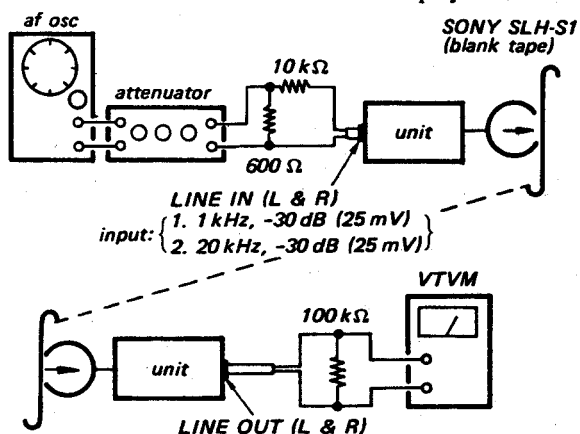 SONY SLH-S1
(blank tape)
af osc
attenuator
10 kΩ
600 Ω
unit
LINE IN (L & R)
input: { 1. 1 kHz, -30 dB (25 mV)
2. 20 kHz, -30 dB (25 mV) }
VTVM
100 kΩ
unit
LINE OUT (L & R)